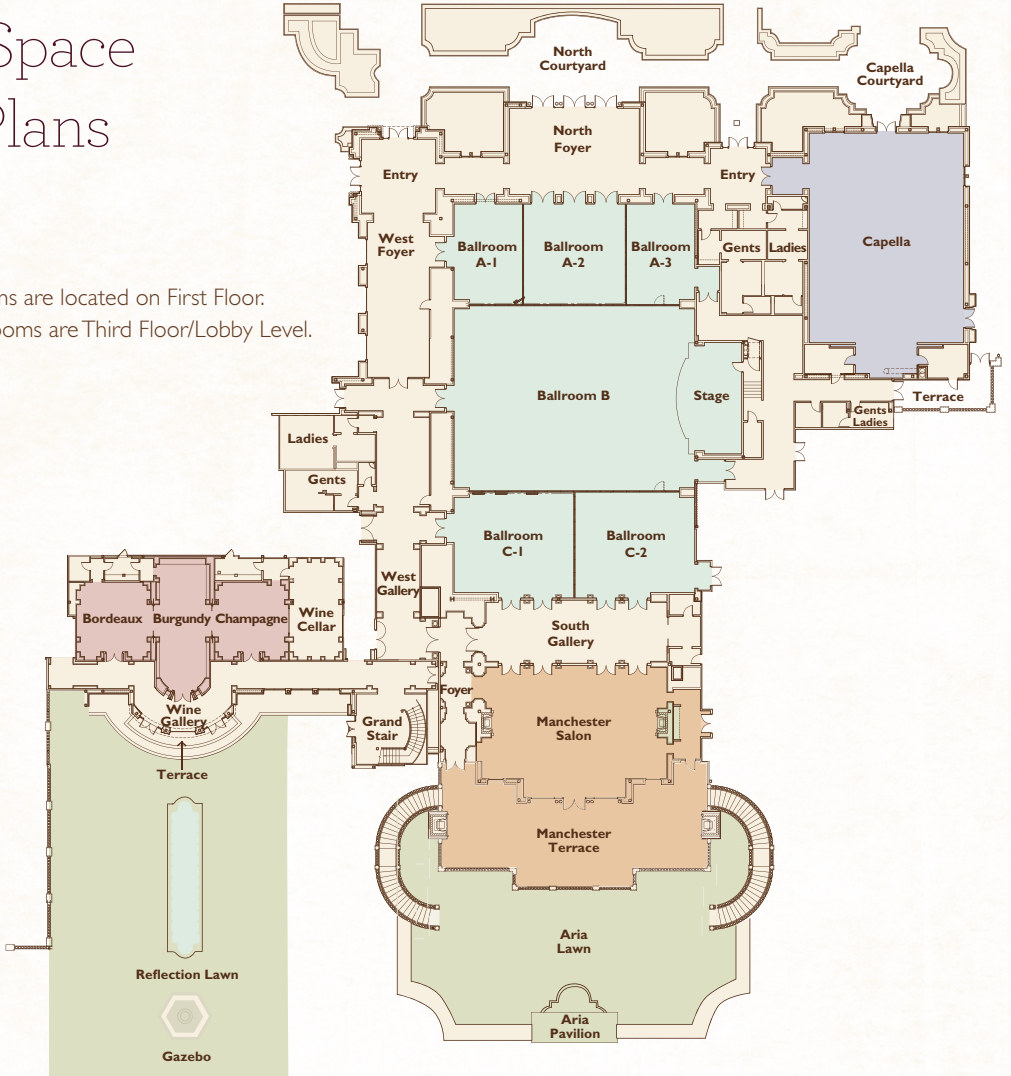 Space
Plans
ms are located on First Floor.
ooms are Third Floor/Lobby Level.
North
Courtyard
Capella
Courtyard
North
Foyer
Entry
Entry
West
Foyer
Ballroom
A-1
Ballroom
A-2
Ballroom
A-3
Gents
Ladies
Capella
Ballroom B
Stage
Terrace
Gents
Ladies
Ladies
Gents
Ballroom
C-1
Ballroom
C-2
West
Gallery
Bordeaux
Burgundy
Champagne
Wine
Cellar
South
Gallery
Foyer
Wine
Gallery
Grand
Stair
Manchester
Salon
Terrace
Manchester
Terrace
Aria
Lawn
Reflection Lawn
Aria
Pavilion
Gazebo